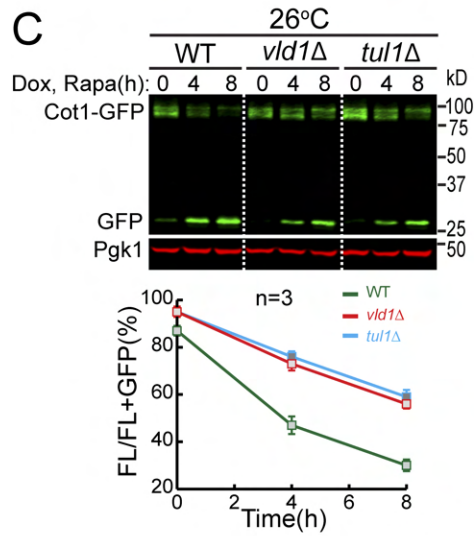 C
26°C
WT vld1Δ tul1Δ
Dox, Rapa(h): 0 4 8 0 4 8 0 4 8 kD
Cot1-GFP
100
75
50
37
GFP
25
Pgk1
50
n=3
WT
vld1Δ
tul1Δ
FL/FL+GFP(%)
100
80
60
40
20
0 2 4 6 8
Time(h)